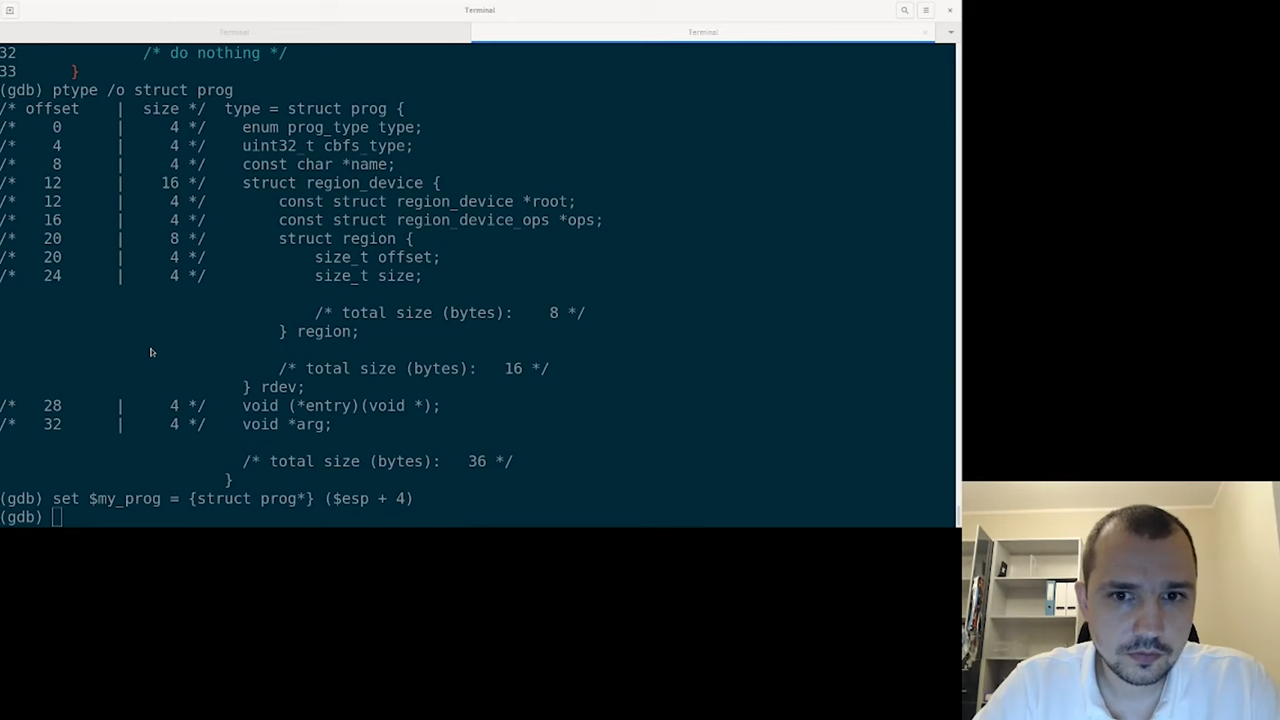 Terminal
Terminal
Terminal
32 /* do nothing */
33 }
(gdb) ptype /o struct prog
/* offset | size */ type = struct prog {
/* 0 | 4 */ enum prog_type type;
/* 4 | 4 */ uint32_t cbfs_type;
/* 8 | 4 */ const char *name;
/* 12 | 16 */ struct region_device {
/* 12 | 4 */ const struct region_device *root;
/* 16 | 4 */ const struct region_device_ops *ops;
/* 20 | 8 */ struct region {
/* 20 | 4 */ size_t offset;
/* 24 | 4 */ size_t size;
/* total size (bytes): 8 */
} region;
/* total size (bytes): 16 */
} rdev;
/* 28 | 4 */ void (*entry)(void *);
/* 32 | 4 */ void *arg;
/* total size (bytes): 36 */
}
(gdb) set $my_prog = {struct prog*} ($esp + 4)
(gdb)